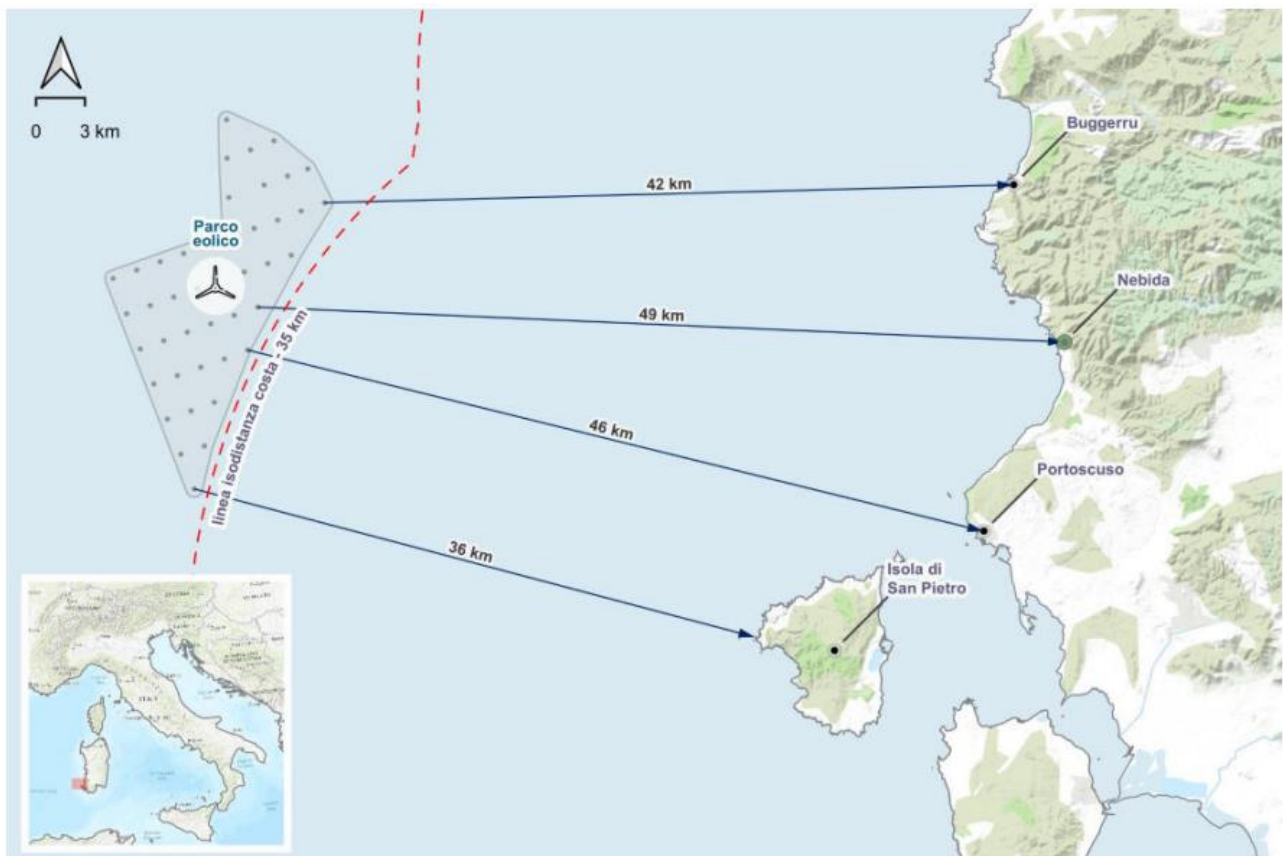 0 3 km
Buggerru
42 km
Parco
eolico
Nebida
49 km
linea isodistanza costa - 35 km
46 km
Portoscuso
36 km
Isola di
San Pietro